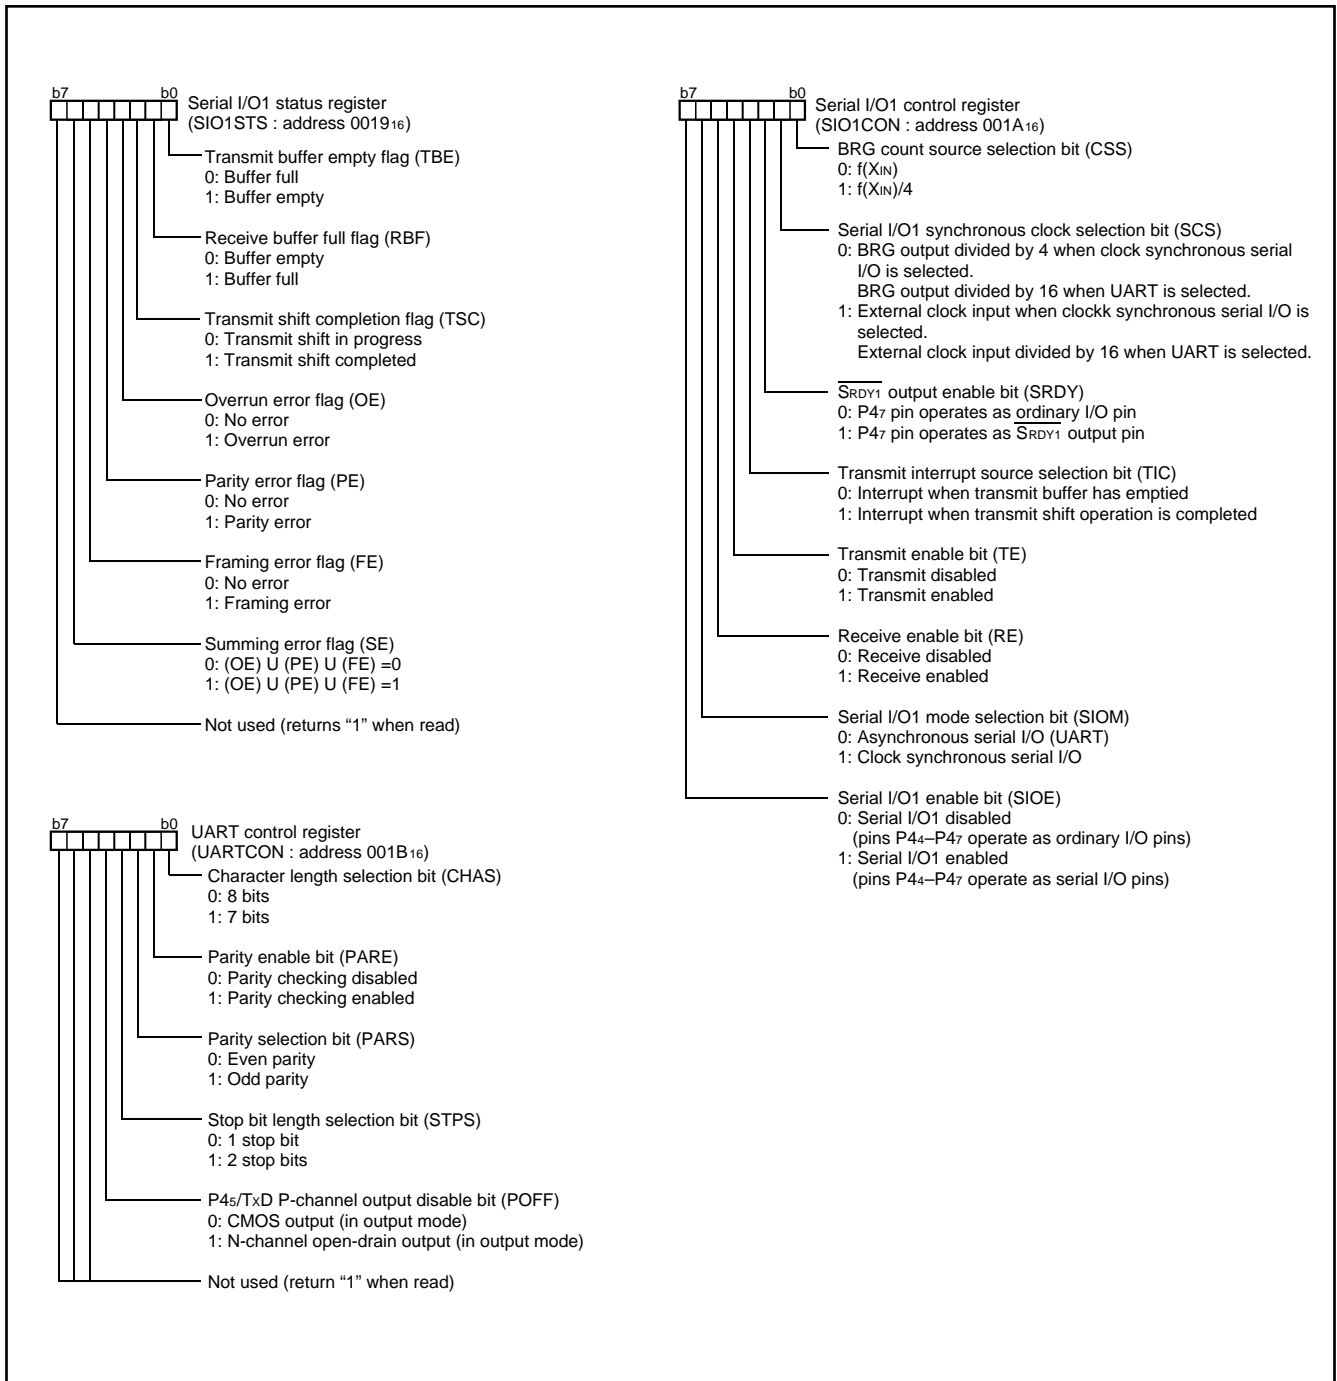 b7 b0
Serial I/O1 status register
(SIO1STS : address 0019₁₆)
Transmit buffer empty flag (TBE)
0: Buffer full
1: Buffer empty
Receive buffer full flag (RBF)
0: Buffer empty
1: Buffer full
Transmit shift completion flag (TSC)
0: Transmit shift in progress
1: Transmit shift completed
Overrun error flag (OE)
0: No error
1: Overrun error
Parity error flag (PE)
0: No error
1: Parity error
Framing error flag (FE)
0: No error
1: Framing error
Summing error flag (SE)
0: (OE) U (PE) U (FE) =0
1: (OE) U (PE) U (FE) =1
Not used (returns “1” when read)
b7 b0
UART control register
(UARTCON : address 001B₁₆)
Character length selection bit (CHAS)
0: 8 bits
1: 7 bits
Parity enable bit (PARE)
0: Parity checking disabled
1: Parity checking enabled
Parity selection bit (PARS)
0: Even parity
1: Odd parity
Stop bit length selection bit (STPS)
0: 1 stop bit
1: 2 stop bits
P4₅/TxD P-channel output disable bit (POFF)
0: CMOS output (in output mode)
1: N-channel open-drain output (in output mode)
Not used (return “1” when read)
b7 b0
Serial I/O1 control register
(SIO1CON : address 001A₁₆)
BRG count source selection bit (CSS)
0: f(XIN)
1: f(XIN)/4
Serial I/O1 synchronous clock selection bit (SCS)
0: BRG output divided by 4 when clock synchronous serial
I/O is selected.
BRG output divided by 16 when UART is selected.
1: External clock input when clockk synchronous serial I/O is
selected.
External clock input divided by 16 when UART is selected.
SRDY1 output enable bit (SRDY)
0: P4₇ pin operates as ordinary I/O pin
1: P4₇ pin operates as SRDY1 output pin
Transmit interrupt source selection bit (TIC)
0: Interrupt when transmit buffer has emptied
1: Interrupt when transmit shift operation is completed
Transmit enable bit (TE)
0: Transmit disabled
1: Transmit enabled
Receive enable bit (RE)
0: Receive disabled
1: Receive enabled
Serial I/O1 mode selection bit (SIOM)
0: Asynchronous serial I/O (UART)
1: Clock synchronous serial I/O
Serial I/O1 enable bit (SIOE)
0: Serial I/O1 disabled
(pins P4₄–P4₇ operate as ordinary I/O pins)
1: Serial I/O1 enabled
(pins P4₄–P4₇ operate as serial I/O pins)